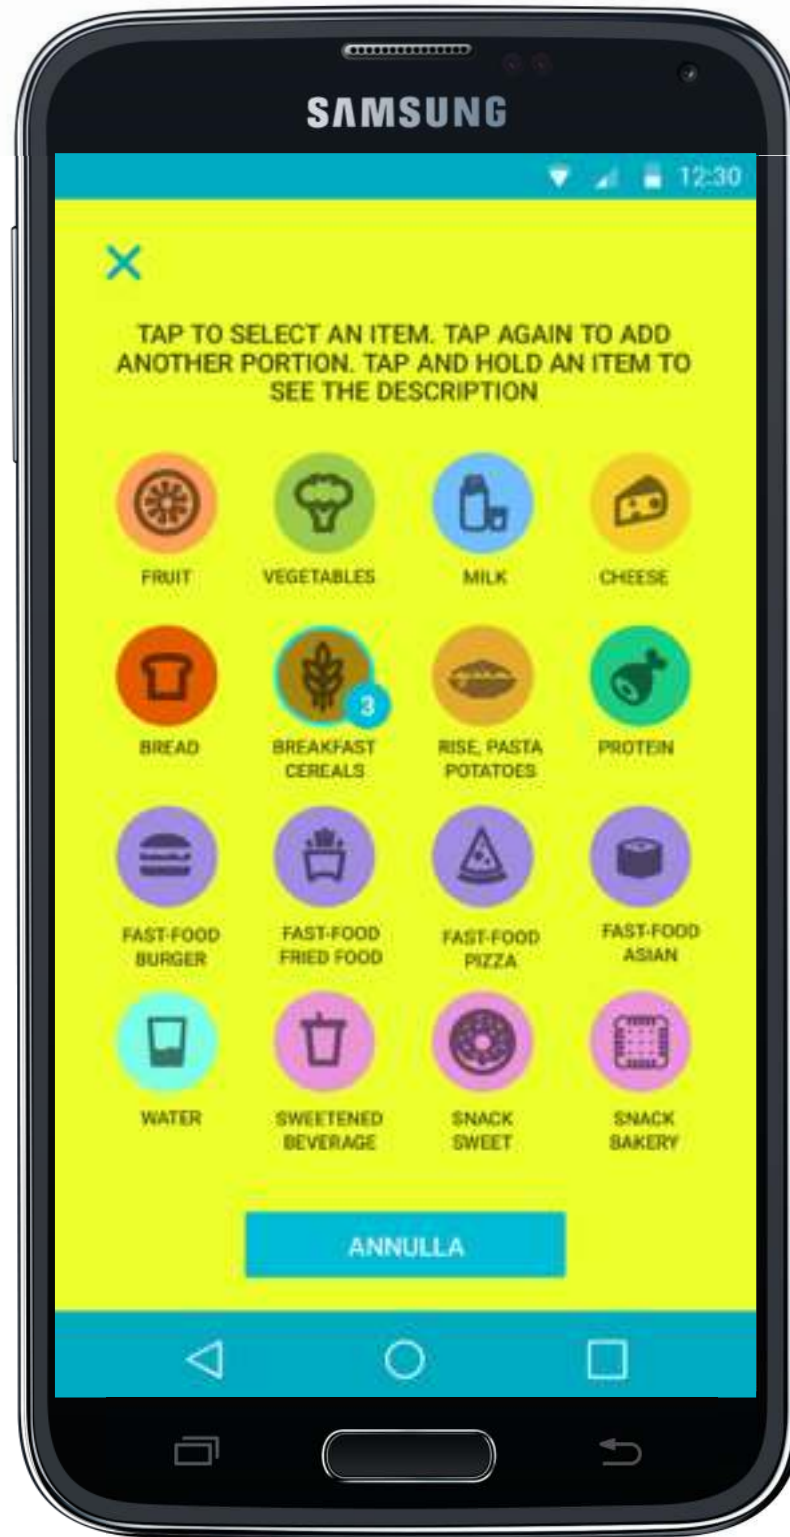 SAMSUNG
12:30
TAP TO SELECT AN ITEM. TAP AGAIN TO ADD
ANOTHER PORTION. TAP AND HOLD AN ITEM TO
SEE THE DESCRIPTION
FRUIT
VEGETABLES
MILK
CHEESE
3
BREAD
BREAKFAST
CEREALS
RISE, PASTA
POTATOES
PROTEIN
FAST-FOOD
BURGER
FAST-FOOD
FRIED FOOD
FAST-FOOD
PIZZA
FAST-FOOD
ASIAN
WATER
SWEETENED
BEVERAGE
SNACK
SWEET
SNACK
BAKERY
ANNULLA